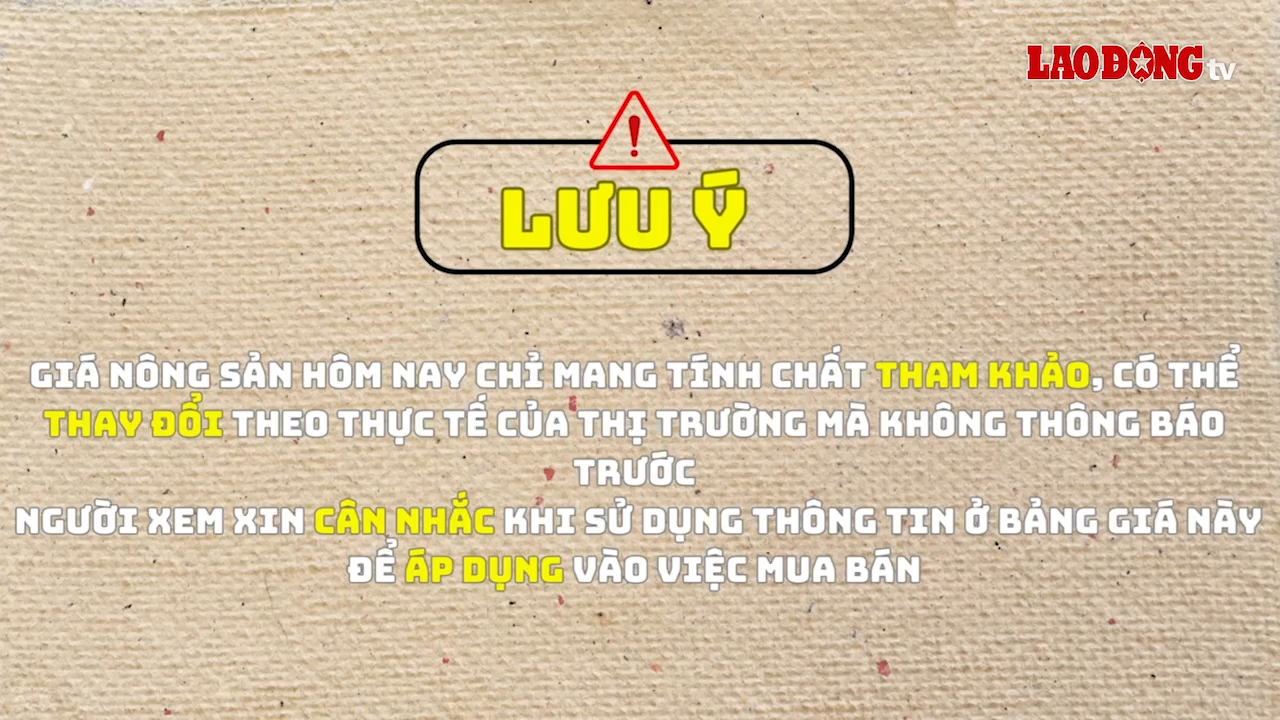 LAO ĐỘNG tv
LƯU Ý
GIÁ NÔNG SẢN HÔM NAY CHỈ MANG TÍNH CHẤT THAM KHẢO, CÓ THỂ
THAY ĐỔI THEO THỰC TẾ CỦA THỊ TRƯỜNG MÀ KHÔNG THÔNG BÁO
TRƯỚC
NGƯỜI XEM XIN CÂN NHẮC KHI SỬ DỤNG THÔNG TIN Ở BẢNG GIÁ NÀY
ĐỂ ÁP DỤNG VÀO VIỆC MUA BÁN